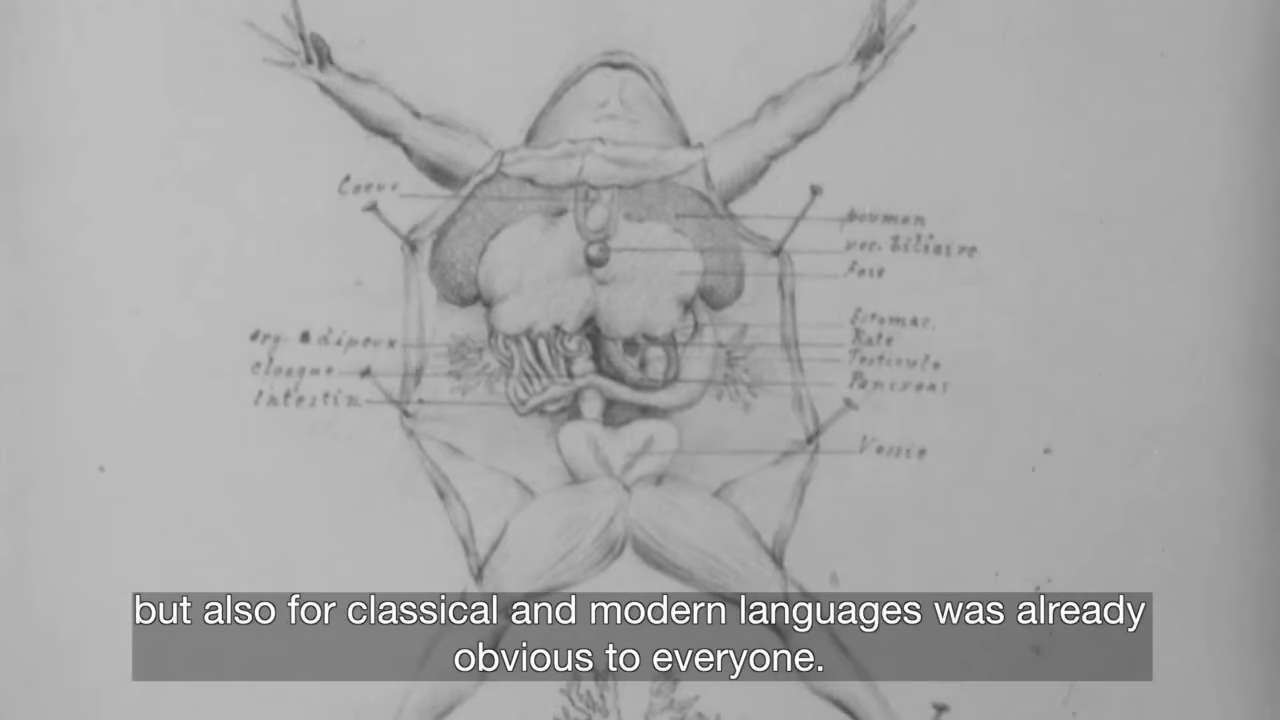 Coeur
poumon
ves. biliaire
Foie
Estomac.
Rate
Testicule
Pancreas
org. adipeux
Cloaque
Intestin
Vessie
but also for classical and modern languages was already
obvious to everyone.